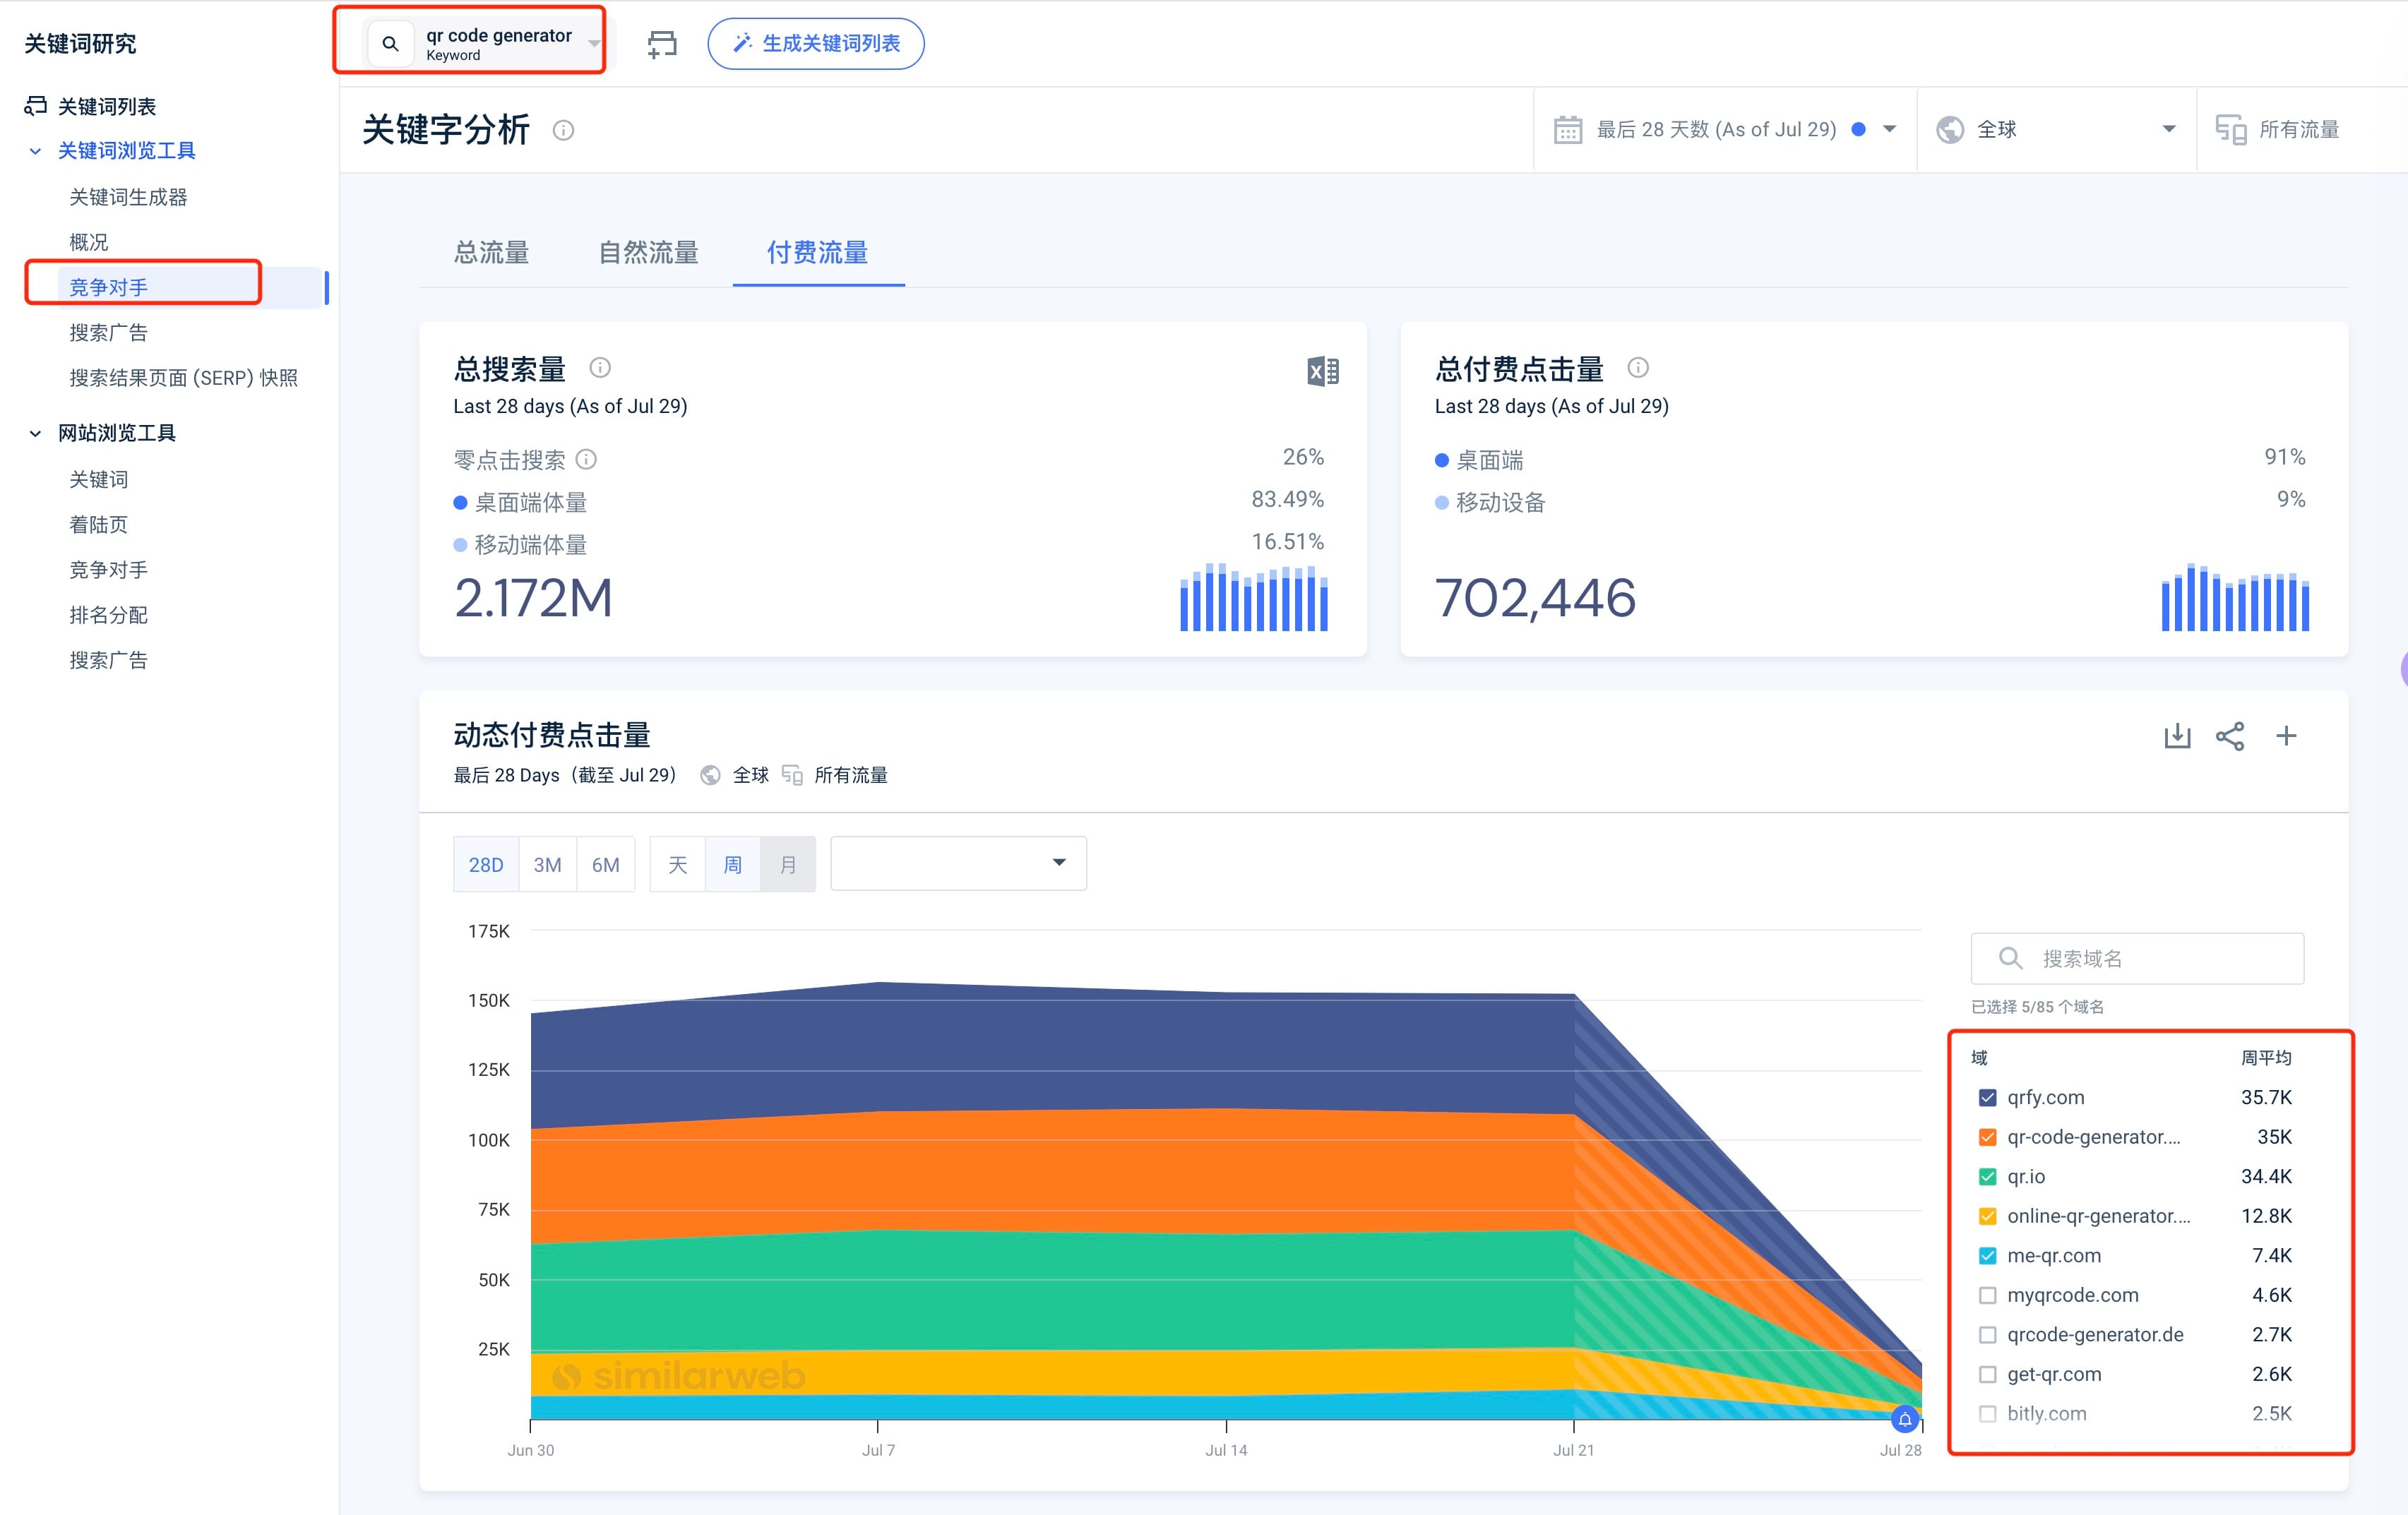 关键词研究
qr code generator
Keyword
生成关键词列表
关键词列表
关键词浏览工具
关键词生成器
概况
竞争对手
搜索广告
搜索结果页面 (SERP) 快照
网站浏览工具
关键词
着陆页
竞争对手
排名分配
搜索广告
关键字分析
最后 28 天数 (As of Jul 29)
全球
所有流量
总流量
自然流量
付费流量
总搜索量
Last 28 days (As of Jul 29)
零点击搜索
26%
桌面端体量
83.49%
移动端体量
16.51%
2.172M
总付费点击量
Last 28 days (As of Jul 29)
桌面端
91%
移动设备
9%
702,446
动态付费点击量
最后 28 Days（截至 Jul 29）
全球
所有流量
28D
3M
6M
天
周
月
175K
150K
125K
100K
75K
50K
25K
similarweb
Jun 30
Jul 7
Jul 14
Jul 21
Jul 28
搜索域名
已选择 5/85 个域名
域 周平均
qrfy.com 35.7K
qr-code-generator.... 35K
qr.io 34.4K
online-qr-generator.... 12.8K
me-qr.com 7.4K
myqrcode.com 4.6K
qrcode-generator.de 2.7K
get-qr.com 2.6K
bitly.com 2.5K